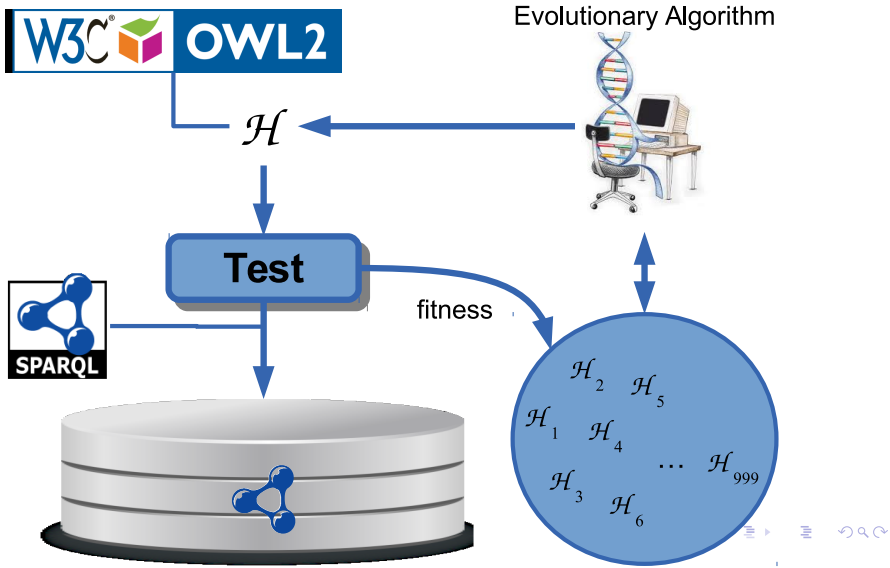 Evolutionary Algorithm
W3C® OWL2
ℋ
Test
fitness
SPARQL
ℋ2
ℋ5
ℋ1
ℋ4
... ℋ999
ℋ3
ℋ6